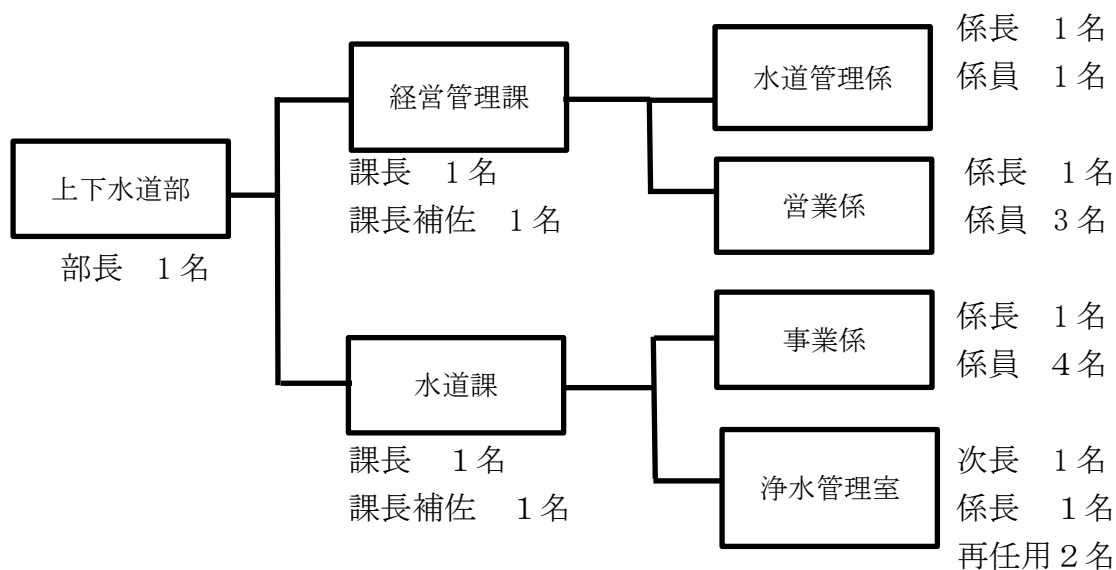 上下水道部
部長　１名
経営管理課
課長　１名
課長補佐　１名
水道管理係
係長　１名
係員　１名
営業係
係長　１名
係員　３名
水道課
課長　１名
課長補佐　１名
事業係
係長　１名
係員　４名
浄水管理室
次長　１名
係長　１名
再任用２名